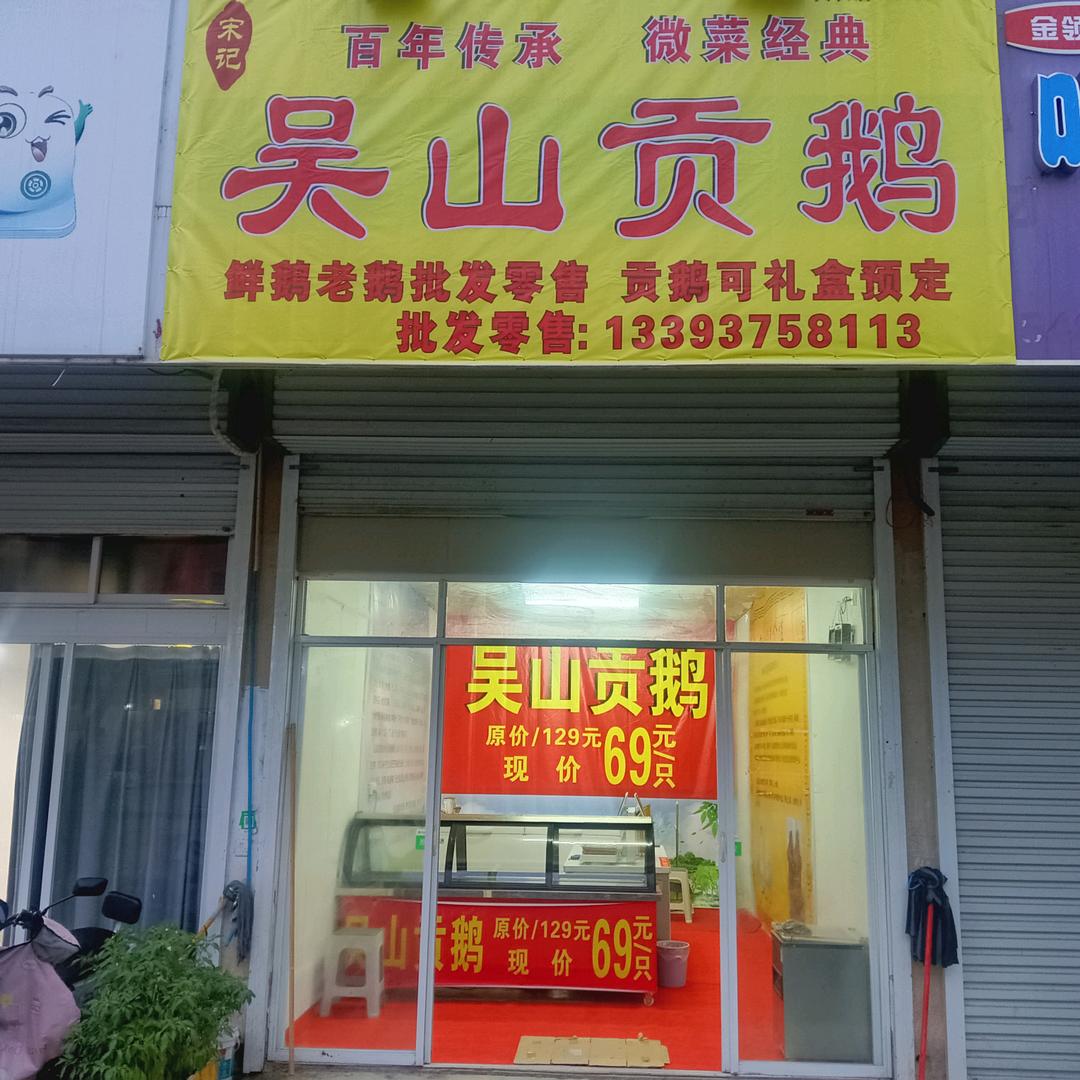 宋记
百年传承 微菜经典
吴山贡鹅
鲜鹅老鹅批发零售 贡鹅可礼盒预定
批发零售: 13393758113
金领
吴山贡鹅
原价/129元
现价 69元/只
吴山贡鹅
原价/129元
现价 69元/只